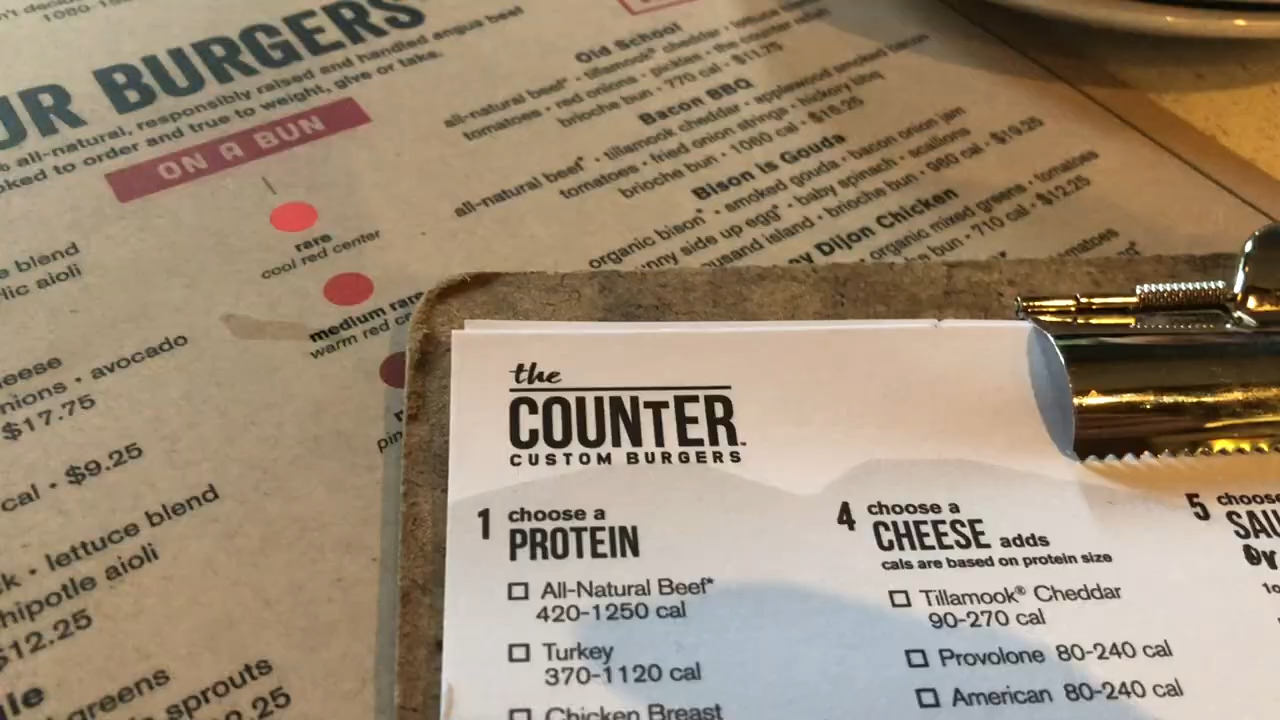 UR BURGERS
all-natural, responsibly raised and handled angus beef
ked to order and true to weight, give or take.
ON A BUN
rare
cool red center
medium rare
warm red
blend
lic aioli
nions • avocado
$17.75
cal • $9.25
• lettuce blend
hipotle aioli
$12.25
greens
sprouts
Old School
all-natural beef* • tillamook® cheddar •
tomatoes • red onions • pickles • the counter
brioche bun • 770 cal • $11.75
Bacon BBQ
all-natural beef* • tillamook cheddar • applewood smoked bacon
tomatoes • fried onion strings • hickory bbq
brioche bun • 1080 cal • $16.25
Bison Is Gouda
organic bison* • smoked gouda • bacon onion jam
nny side up egg* • baby spinach • scallions
usand island • brioche bun • 980 cal • $19.25
Dijon Chicken
organic mixed greens • tomatoes
bun • 710 cal • $12.25
the
COUNTER™
CUSTOM BURGERS
1 choose a
PROTEIN
All-Natural Beef*
420-1250 cal
Turkey
370-1120 cal
Chicken Breast
4 choose a
CHEESE adds
cals are based on protein size
Tillamook® Cheddar
90-270 cal
Provolone 80-240 cal
American 80-240 cal
5 choose
SAU
or